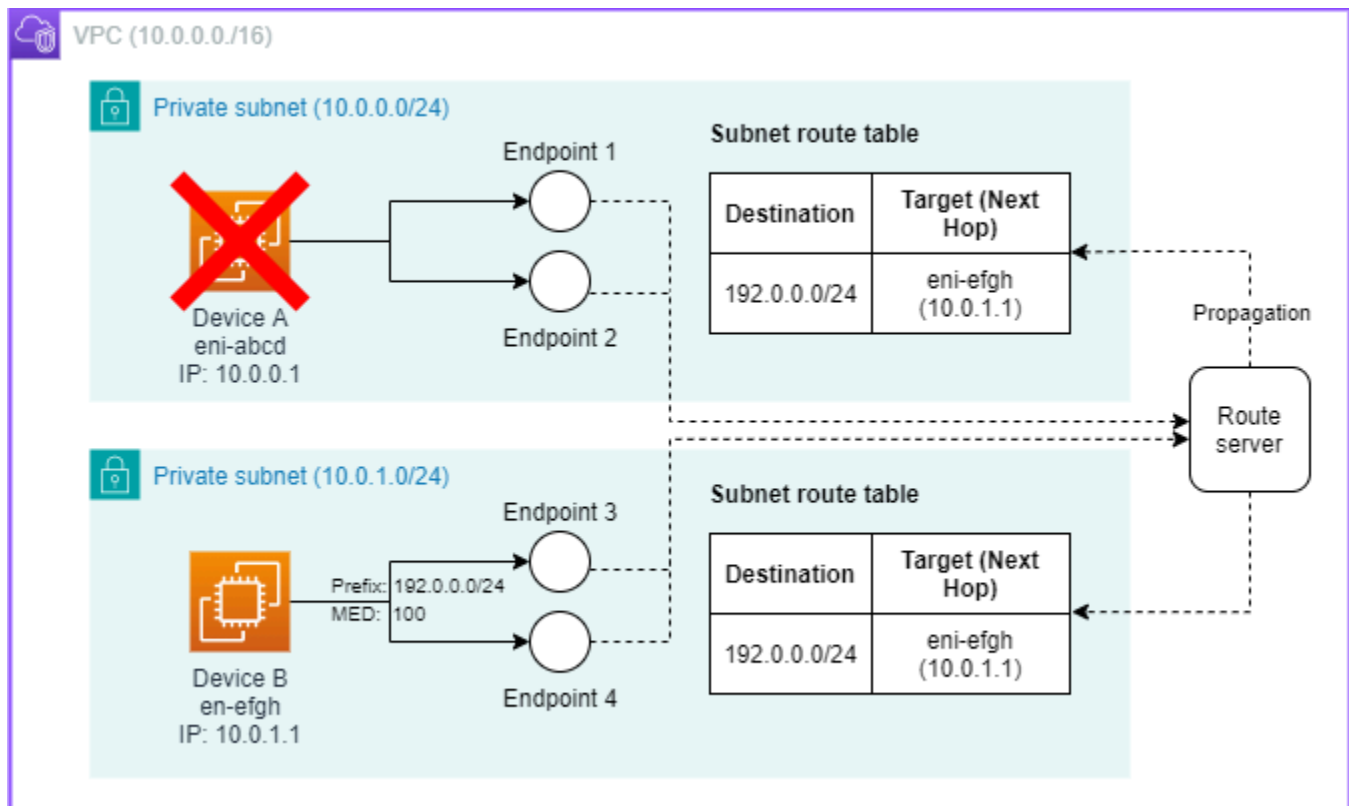 VPC (10.0.0.0./16)
Private subnet (10.0.0.0/24)
Endpoint 1
Endpoint 2
Device A
eni-abcd
IP: 10.0.0.1
Subnet route table
Destination
Target (Next
Hop)
192.0.0.0/24
eni-efgh
(10.0.1.1)
Propagation
Route
server
Private subnet (10.0.1.0/24)
Endpoint 3
Prefix: 192.0.0.0/24
MED: 100
Endpoint 4
Device B
en-efgh
IP: 10.0.1.1
Subnet route table
Destination
Target (Next
Hop)
192.0.0.0/24
eni-efgh
(10.0.1.1)